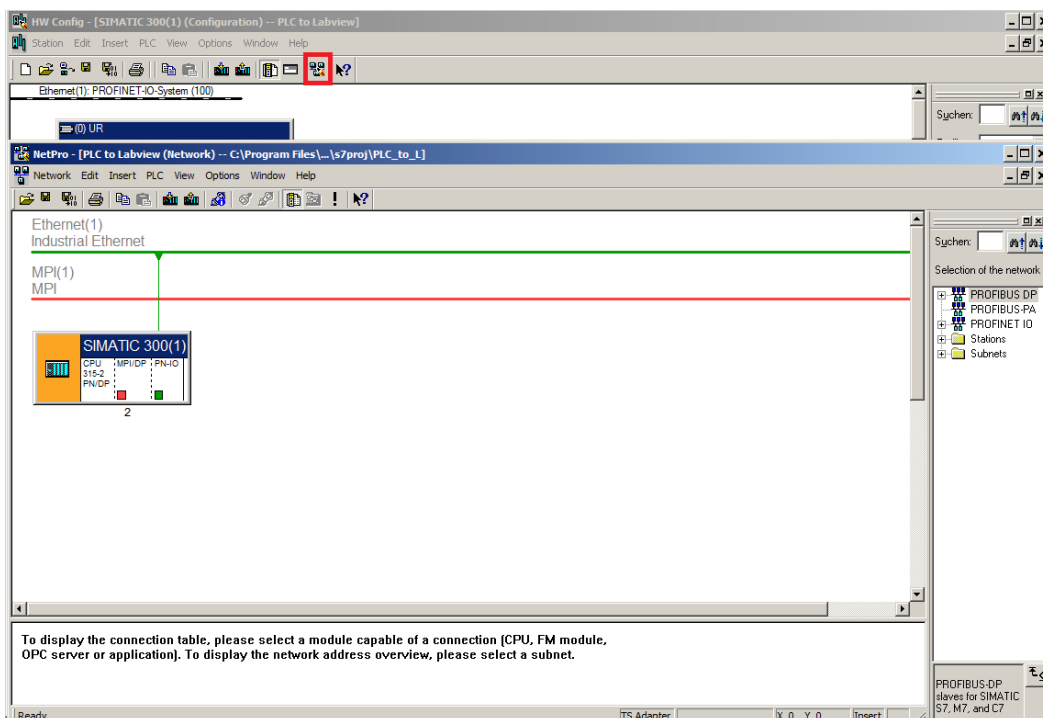 HW Config - [SIMATIC 300(1) (Configuration) -- PLC to Labview]
Station Edit Insert PLC View Options Window Help
Ethernet(1): PROFINET-IO-System (100)
Suchen:
(0) UR
NetPro - [PLC to Labview (Network) -- C:\Program Files\...\s7proj\PLC_to_L]
Network Edit Insert PLC View Options Window Help
Ethernet(1)
Industrial Ethernet
MPI(1)
MPI
SIMATIC 300(1)
CPU 315-2 PN/DP
MPI/DP
PN-IO
2
Suchen:
Selection of the network
PROFIBUS DP
PROFIBUS-PA
PROFINET IO
Stations
Subnets
To display the connection table, please select a module capable of a connection (CPU, FM module,
OPC server or application). To display the network address overview, please select a subnet.
PROFIBUS-DP
slaves for SIMATIC
S7, M7, and C7
Ready
TS Adapter
X 0 Y 0
Insert